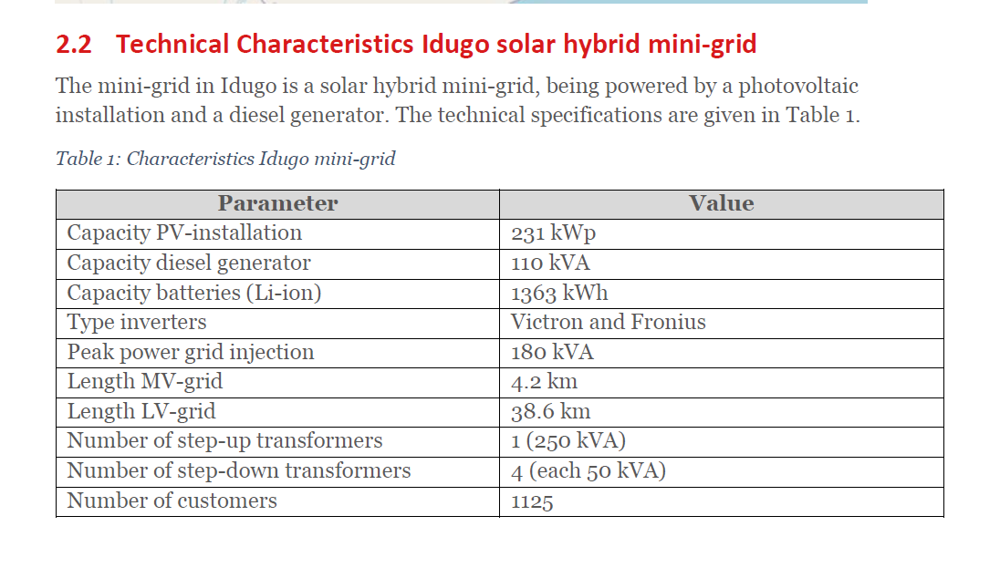 2.2 Technical Characteristics Idugo solar hybrid mini-grid
The mini-grid in Idugo is a solar hybrid mini-grid, being powered by a photovoltaic
installation and a diesel generator. The technical specifications are given in Table 1.
Table 1: Characteristics Idugo mini-grid
Parameter Value
Capacity PV-installation 231 kWp
Capacity diesel generator 110 kVA
Capacity batteries (Li-ion) 1363 kWh
Type inverters Victron and Fronius
Peak power grid injection 180 kVA
Length MV-grid 4.2 km
Length LV-grid 38.6 km
Number of step-up transformers 1 (250 kVA)
Number of step-down transformers 4 (each 50 kVA)
Number of customers 1125